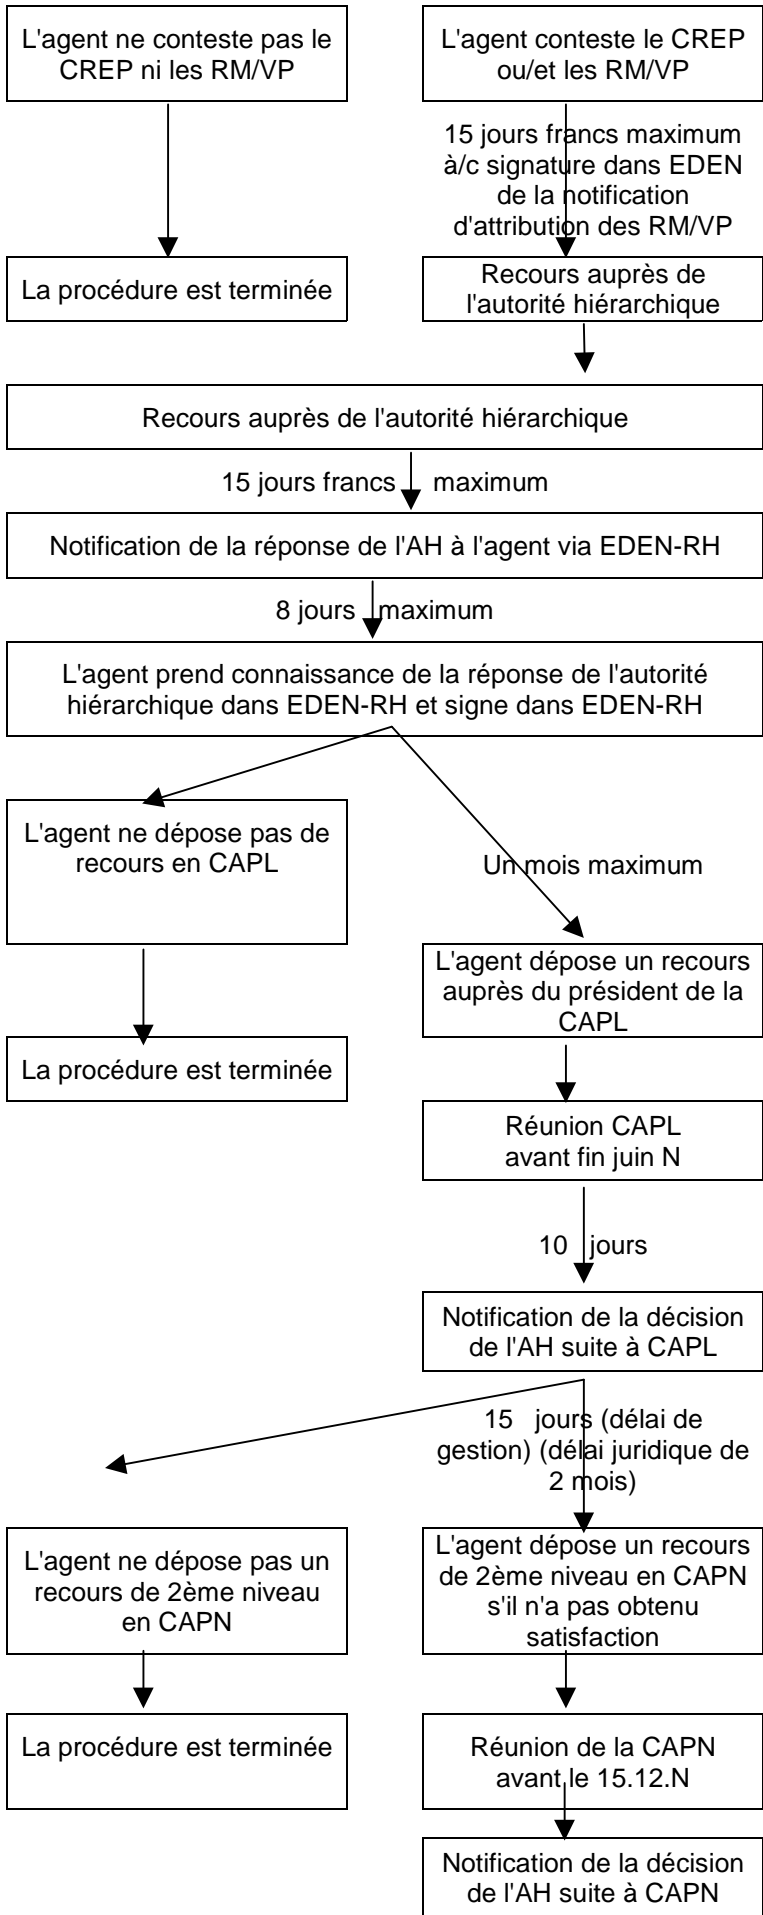 L'agent ne conteste pas le
CREP ni les RM/VP
L'agent conteste le CREP
ou/et les RM/VP
15 jours francs maximum
à/c signature dans EDEN
de la notification
d'attribution des RM/VP
La procédure est terminée
Recours auprès de
l'autorité hiérarchique
Recours auprès de l'autorité hiérarchique
15 jours francs maximum
Notification de la réponse de l'AH à l'agent via EDEN-RH
8 jours maximum
L'agent prend connaissance de la réponse de l'autorité
hiérarchique dans EDEN-RH et signe dans EDEN-RH
L'agent ne dépose pas de
recours en CAPL
Un mois maximum
L'agent dépose un recours
auprès du président de la
CAPL
La procédure est terminée
Réunion CAPL
avant fin juin N
10 jours
Notification de la décision
de l'AH suite à CAPL
15 jours (délai de
gestion) (délai juridique de
2 mois)
L'agent ne dépose pas un
recours de 2ème niveau
en CAPN
L'agent dépose un recours
de 2ème niveau en CAPN
s'il n'a pas obtenu
satisfaction
La procédure est terminée
Réunion de la CAPN
avant le 15.12.N
Notification de la décision
de l'AH suite à CAPN